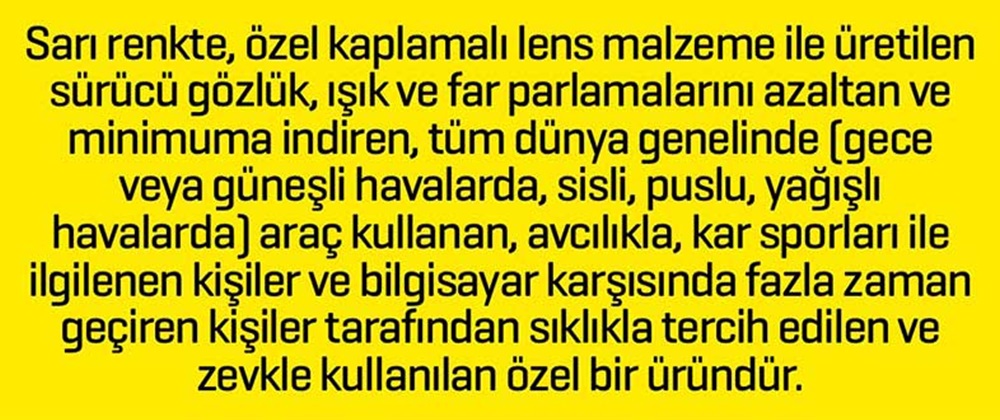 Sarı renkte, özel kaplamalı lens malzeme ile üretilen
sürücü gözlük, ışık ve far parlamalarını azaltan ve
minimuma indiren, tüm dünya genelinde (gece
veya güneşli havalarda, sisli, puslu, yağışlı
havalarda) araç kullanan, avcılıkla, kar sporları ile
ilgilenen kişiler ve bilgisayar karşısında fazla zaman
geçiren kişiler tarafından sıklıkla tercih edilen ve
zevkle kullanılan özel bir üründür.